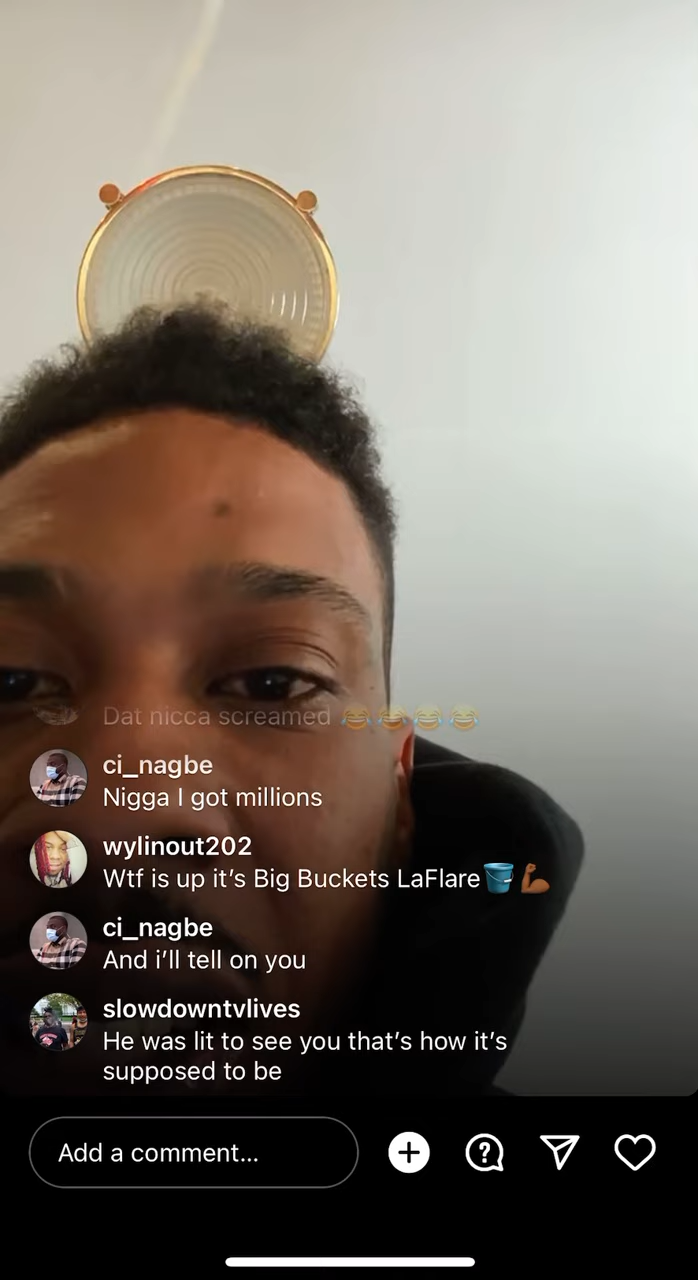 Dat nicca screamed 😂😂😂😂
ci_nagbe
Nigga I got millions
wylinout202
Wtf is up it’s Big Buckets LaFlare🪣💪🏾
ci_nagbe
And i’ll tell on you
slowdowntvlives
He was lit to see you that’s how it’s
supposed to be
Add a comment...